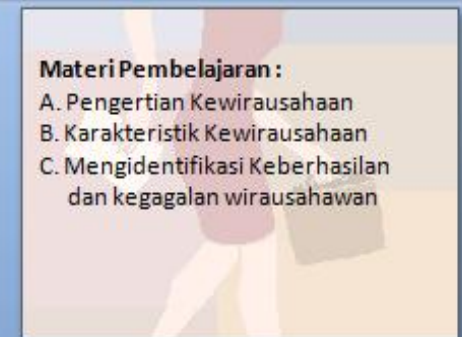 Materi Pembelajaran :
A. Pengertian Kewirausahaan
B. Karakteristik Kewirausahaan
C. Mengidentifikasi Keberhasilan
dan kegagalan wirausahawan